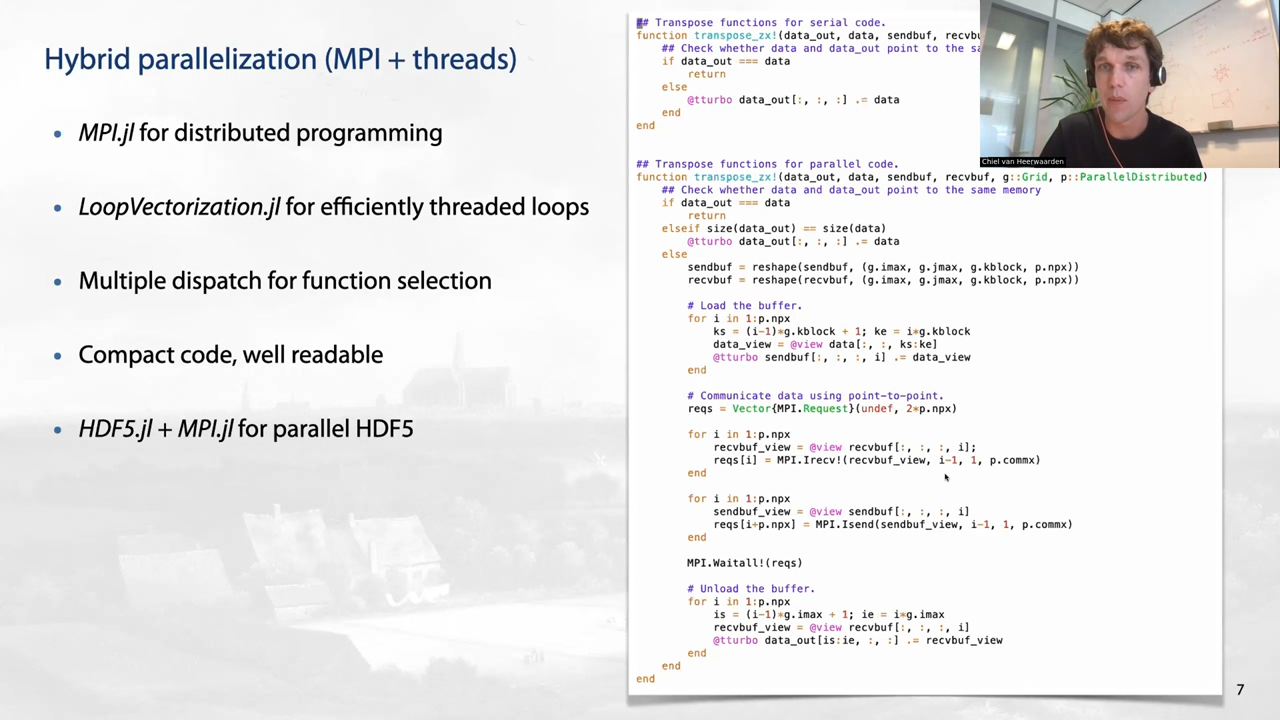 Hybrid parallelization (MPI + threads)
• MPI.jl for distributed programming
• LoopVectorization.jl for efficiently threaded loops
• Multiple dispatch for function selection
• Compact code, well readable
• HDF5.jl + MPI.jl for parallel HDF5
## Transpose functions for serial code.
function transpose_zx!(data_out, data, sendbuf, recvbu
    ## Check whether data and data_out point to the sa
    if data_out === data
        return
    else
        @tturbo data_out[:, :, :] .= data
    end
end
## Transpose functions for parallel code.
function transpose_zx!(data_out, data, sendbuf, recvbuf, g::Grid, p::ParallelDistributed)
    ## Check whether data and data_out point to the same memory
    if data_out === data
        return
    elseif size(data_out) == size(data)
        @tturbo data_out[:, :, :] .= data
    else
        sendbuf = reshape(sendbuf, (g.imax, g.jmax, g.kblock, p.npx))
        recvbuf = reshape(recvbuf, (g.imax, g.jmax, g.kblock, p.npx))
        # Load the buffer.
        for i in 1:p.npx
            ks = (i-1)*g.kblock + 1; ke = i*g.kblock
            data_view = @view data[:, :, ks:ke]
            @tturbo sendbuf[:, :, :, i] .= data_view
        end
        # Communicate data using point-to-point.
        reqs = Vector{MPI.Request}(undef, 2*p.npx)
        for i in 1:p.npx
            recvbuf_view = @view recvbuf[:, :, :, i];
            reqs[i] = MPI.Irecv!(recvbuf_view, i-1, 1, p.commx)
        end
        for i in 1:p.npx
            sendbuf_view = @view sendbuf[:, :, :, i]
            reqs[i+p.npx] = MPI.Isend(sendbuf_view, i-1, 1, p.commx)
        end
        MPI.Waitall!(reqs)
        # Unload the buffer.
        for i in 1:p.npx
            is = (i-1)*g.imax + 1; ie = i*g.imax
            recvbuf_view = @view recvbuf[:, :, :, i]
            @tturbo data_out[is:ie, :, :] .= recvbuf_view
        end
    end
end
Chiel van Heerwaarden
7